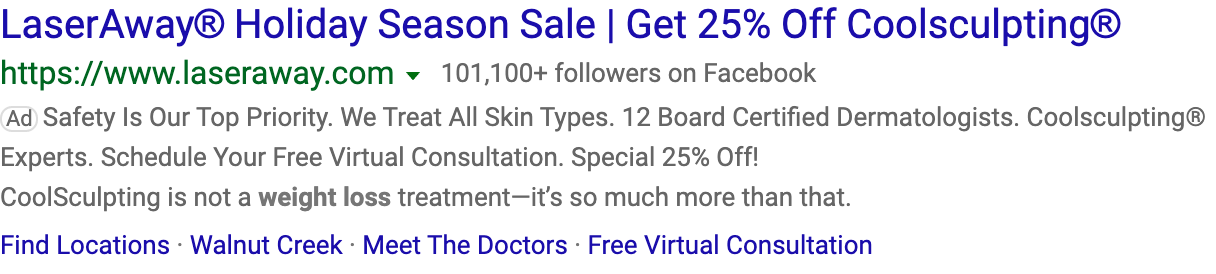 LaserAway® Holiday Season Sale | Get 25% Off Coolsculpting®
https://www.laseraway.com 101,100+ followers on Facebook
Ad Safety Is Our Top Priority. We Treat All Skin Types. 12 Board Certified Dermatologists. Coolsculpting®
Experts. Schedule Your Free Virtual Consultation. Special 25% Off!
CoolSculpting is not a weight loss treatment—it’s so much more than that.
Find Locations · Walnut Creek · Meet The Doctors · Free Virtual Consultation